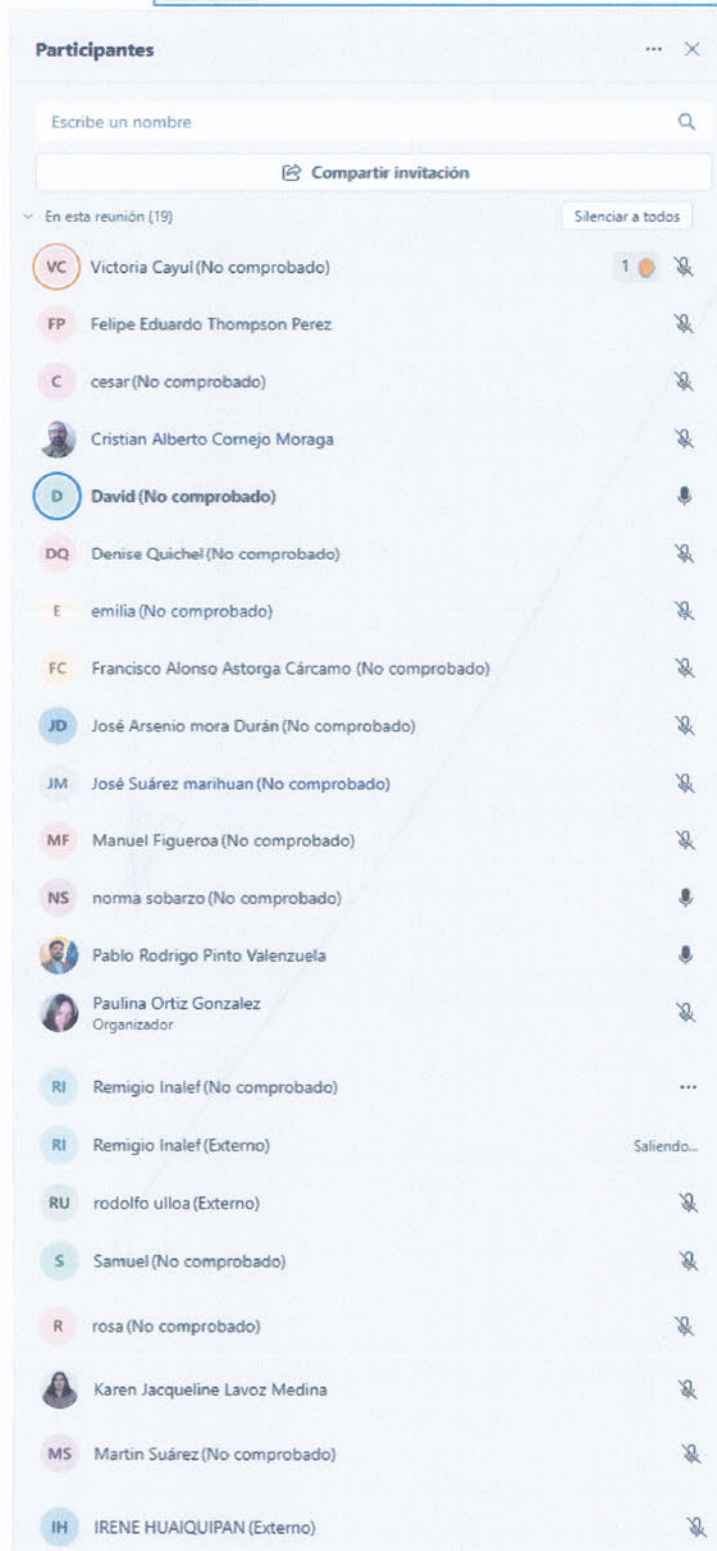 Participantes
Escribe un nombre
Compartir invitación
En esta reunión (19) Silenciar a todos
VC Victoria Cayul (No comprobado) 1
FP Felipe Eduardo Thompson Perez
C cesar (No comprobado)
Cristian Alberto Cornejo Moraga
D David (No comprobado)
DQ Denise Quichel (No comprobado)
E emilia (No comprobado)
FC Francisco Alonso Astorga Cárcamo (No comprobado)
JD José Arsenio mora Durán (No comprobado)
JM José Suárez marihuan (No comprobado)
MF Manuel Figueroa (No comprobado)
NS norma sobarzo (No comprobado)
Pablo Rodrigo Pinto Valenzuela
Paulina Ortiz Gonzalez
Organizador
RI Remigio Inalef (No comprobado)
RI Remigio Inalef (Externo) Saliendo...
RU rodolfo ulloa (Externo)
S Samuel (No comprobado)
R rosa (No comprobado)
Karen Jacqueline Lavoz Medina
MS Martin Suárez (No comprobado)
IH IRENE HUAIQUIPAN (Externo)